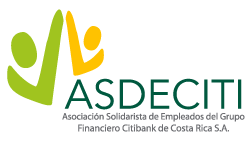 ASDECITI
Asociación Solidarista de Empleados del Grupo
Financiero Citibank de Costa Rica S.A.